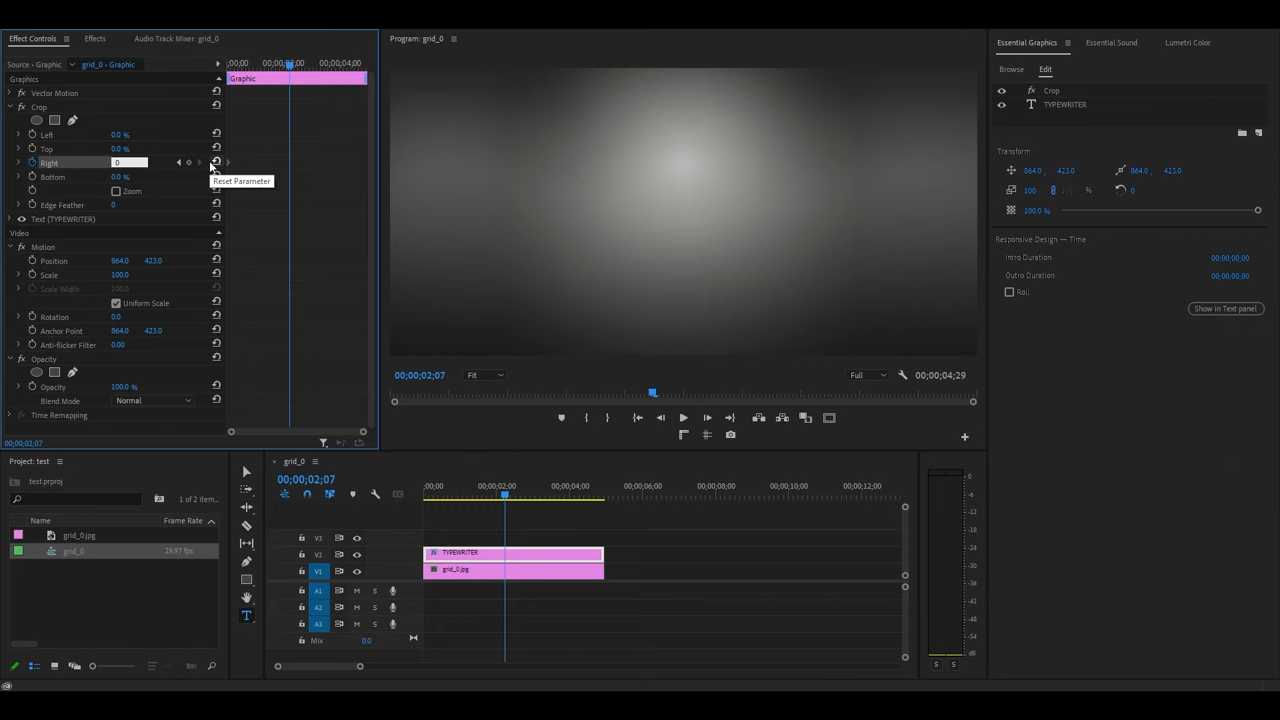 Effect Controls Effects Audio Track Mixer: grid_0
Source • Graphic grid_0 • Graphic
;00;00 00;00;02;00 00;00;04;00
Graphics
Graphic
Vector Motion
Crop
Left 0.0 %
Top 0.0 %
Right 0
Bottom 0.0 %
Reset Parameter
Zoom
Edge Feather 0
Text (TYPEWRITER)
Video
Motion
Position 864.0 423.0
Scale 100.0
Scale Width 100.0
Uniform Scale
Rotation 0.0
Anchor Point 864.0 423.0
Anti-flicker Filter 0.00
Opacity
Opacity 100.0 %
Blend Mode Normal
Time Remapping
00;00;02;07
Program: grid_0
00;00;02;07 Fit Full 00;00;04;29
Essential Graphics Essential Sound Lumetri Color
Browse Edit
fx Crop
T TYPEWRITER
Transform
864.0 , 423.0 864.0 , 423.0
100 100 % 0
100.0 %
Responsive Design — Time
Intro Duration 00;00;00;00
Outro Duration 00;00;00;00
Roll
Show in Text panel
Project: test
test.prproj
1 of 2 item...
Name Frame Rate
grid_0.jpg
grid_0 29.97 fps
× grid_0
00;00;02;07
;00;00 00;00;02;00 00;00;04;00 00;00;06;00 00;00;08;00 00;00;10;00 00;00;12;00
V3
V2 TYPEWRITER
V1 grid_0.jpg
A1 M S
A2 M S
A3 M S
Mix 0.0
0
-6
-12
-18
-24
-30
-36
-42
-48
-54
dB
S S